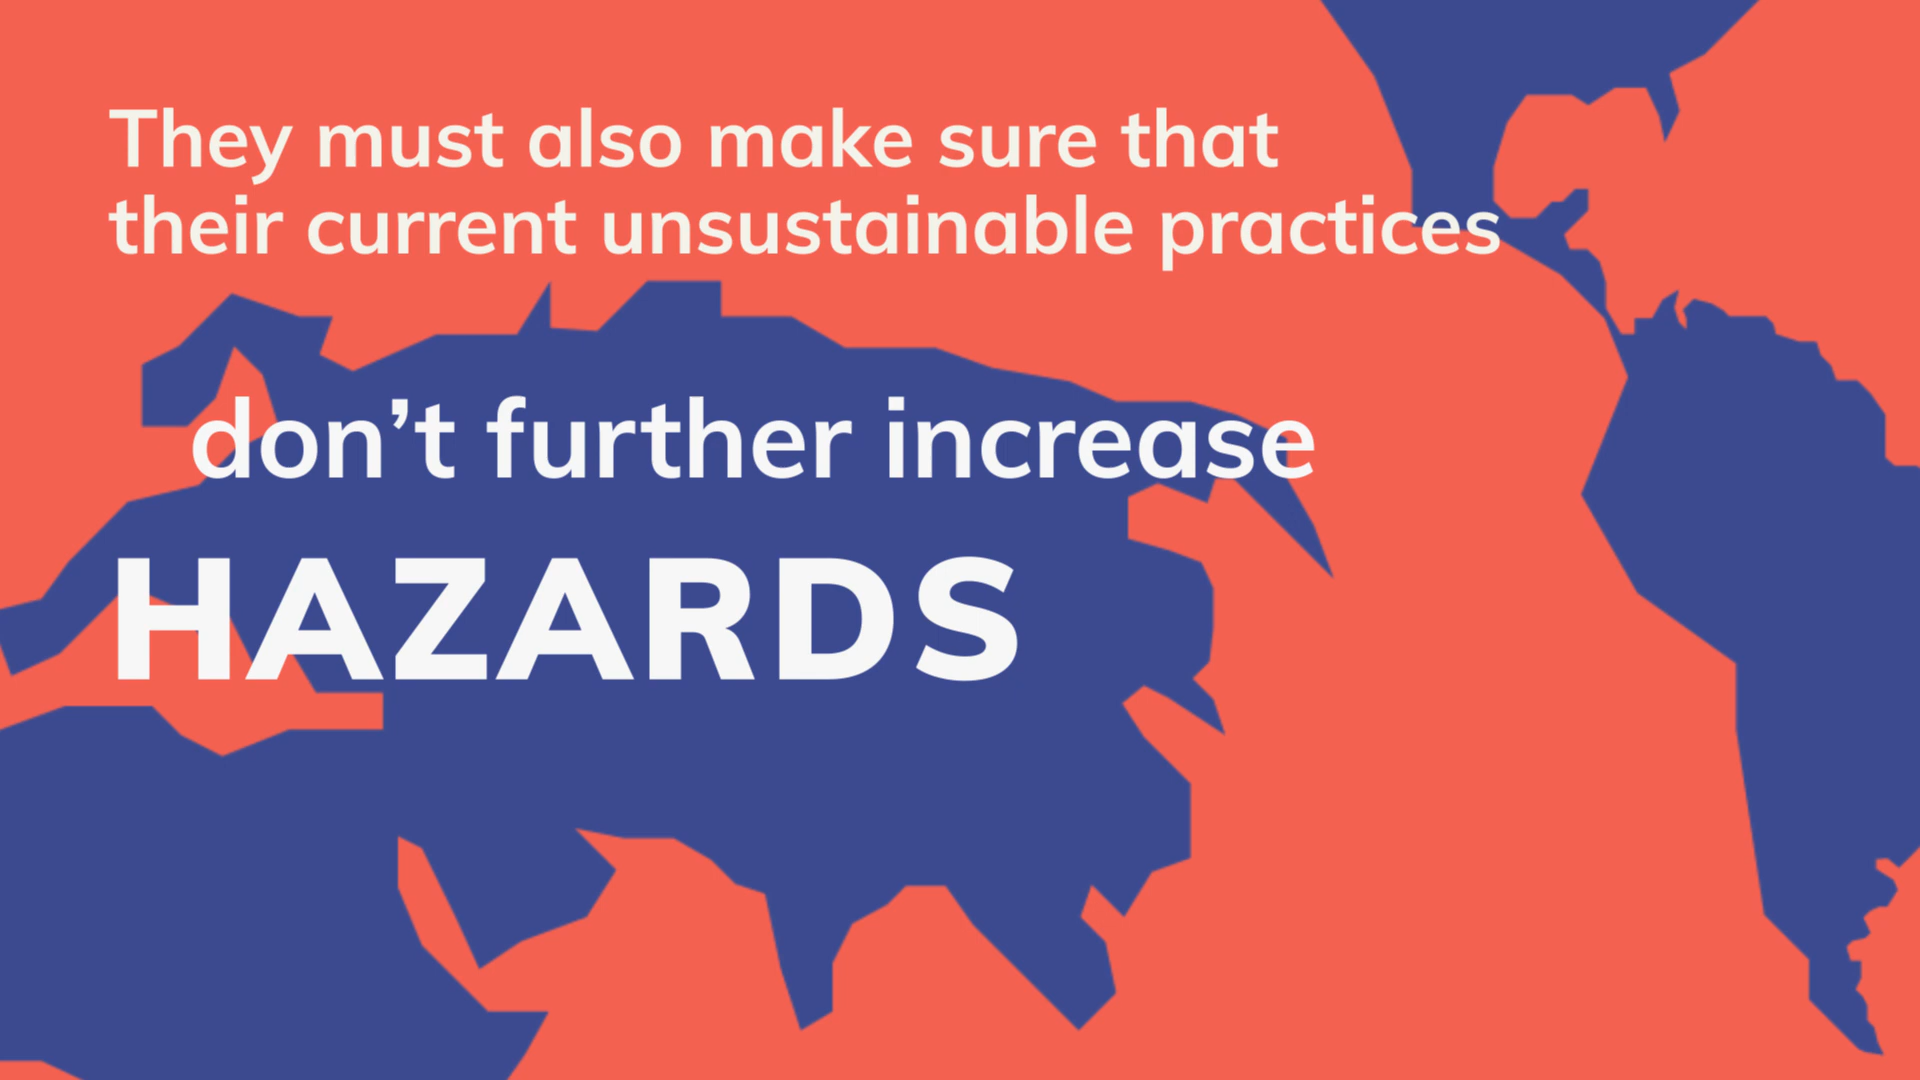 They must also make sure that
their current unsustainable practices
don’t further increase
HAZARDS